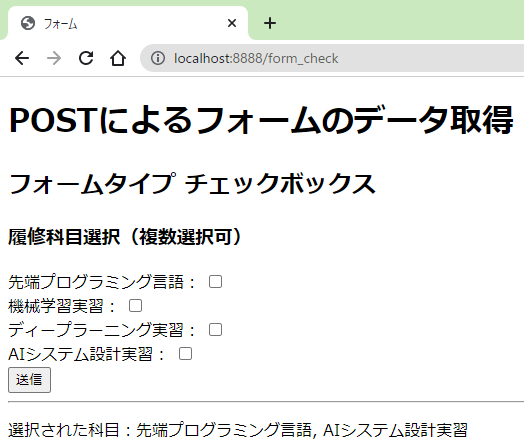 フォーム
localhost:8888/form_check
POSTによるフォームのデータ取得
フォームタイプ チェックボックス
履修科目選択（複数選択可）
先端プログラミング言語：
機械学習実習：
ディープラーニング実習：
AIシステム設計実習：
送信
選択された科目：先端プログラミング言語, AIシステム設計実習